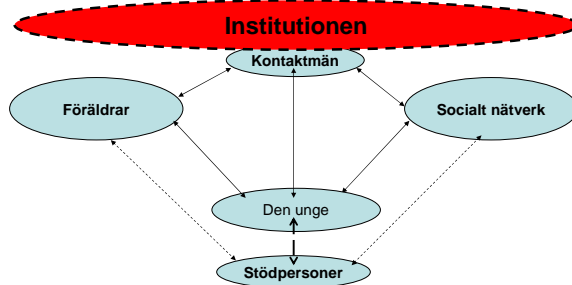 Institutionen
Kontaktmän
Föräldrar
Socialt nätverk
Den unge
Stödpersoner